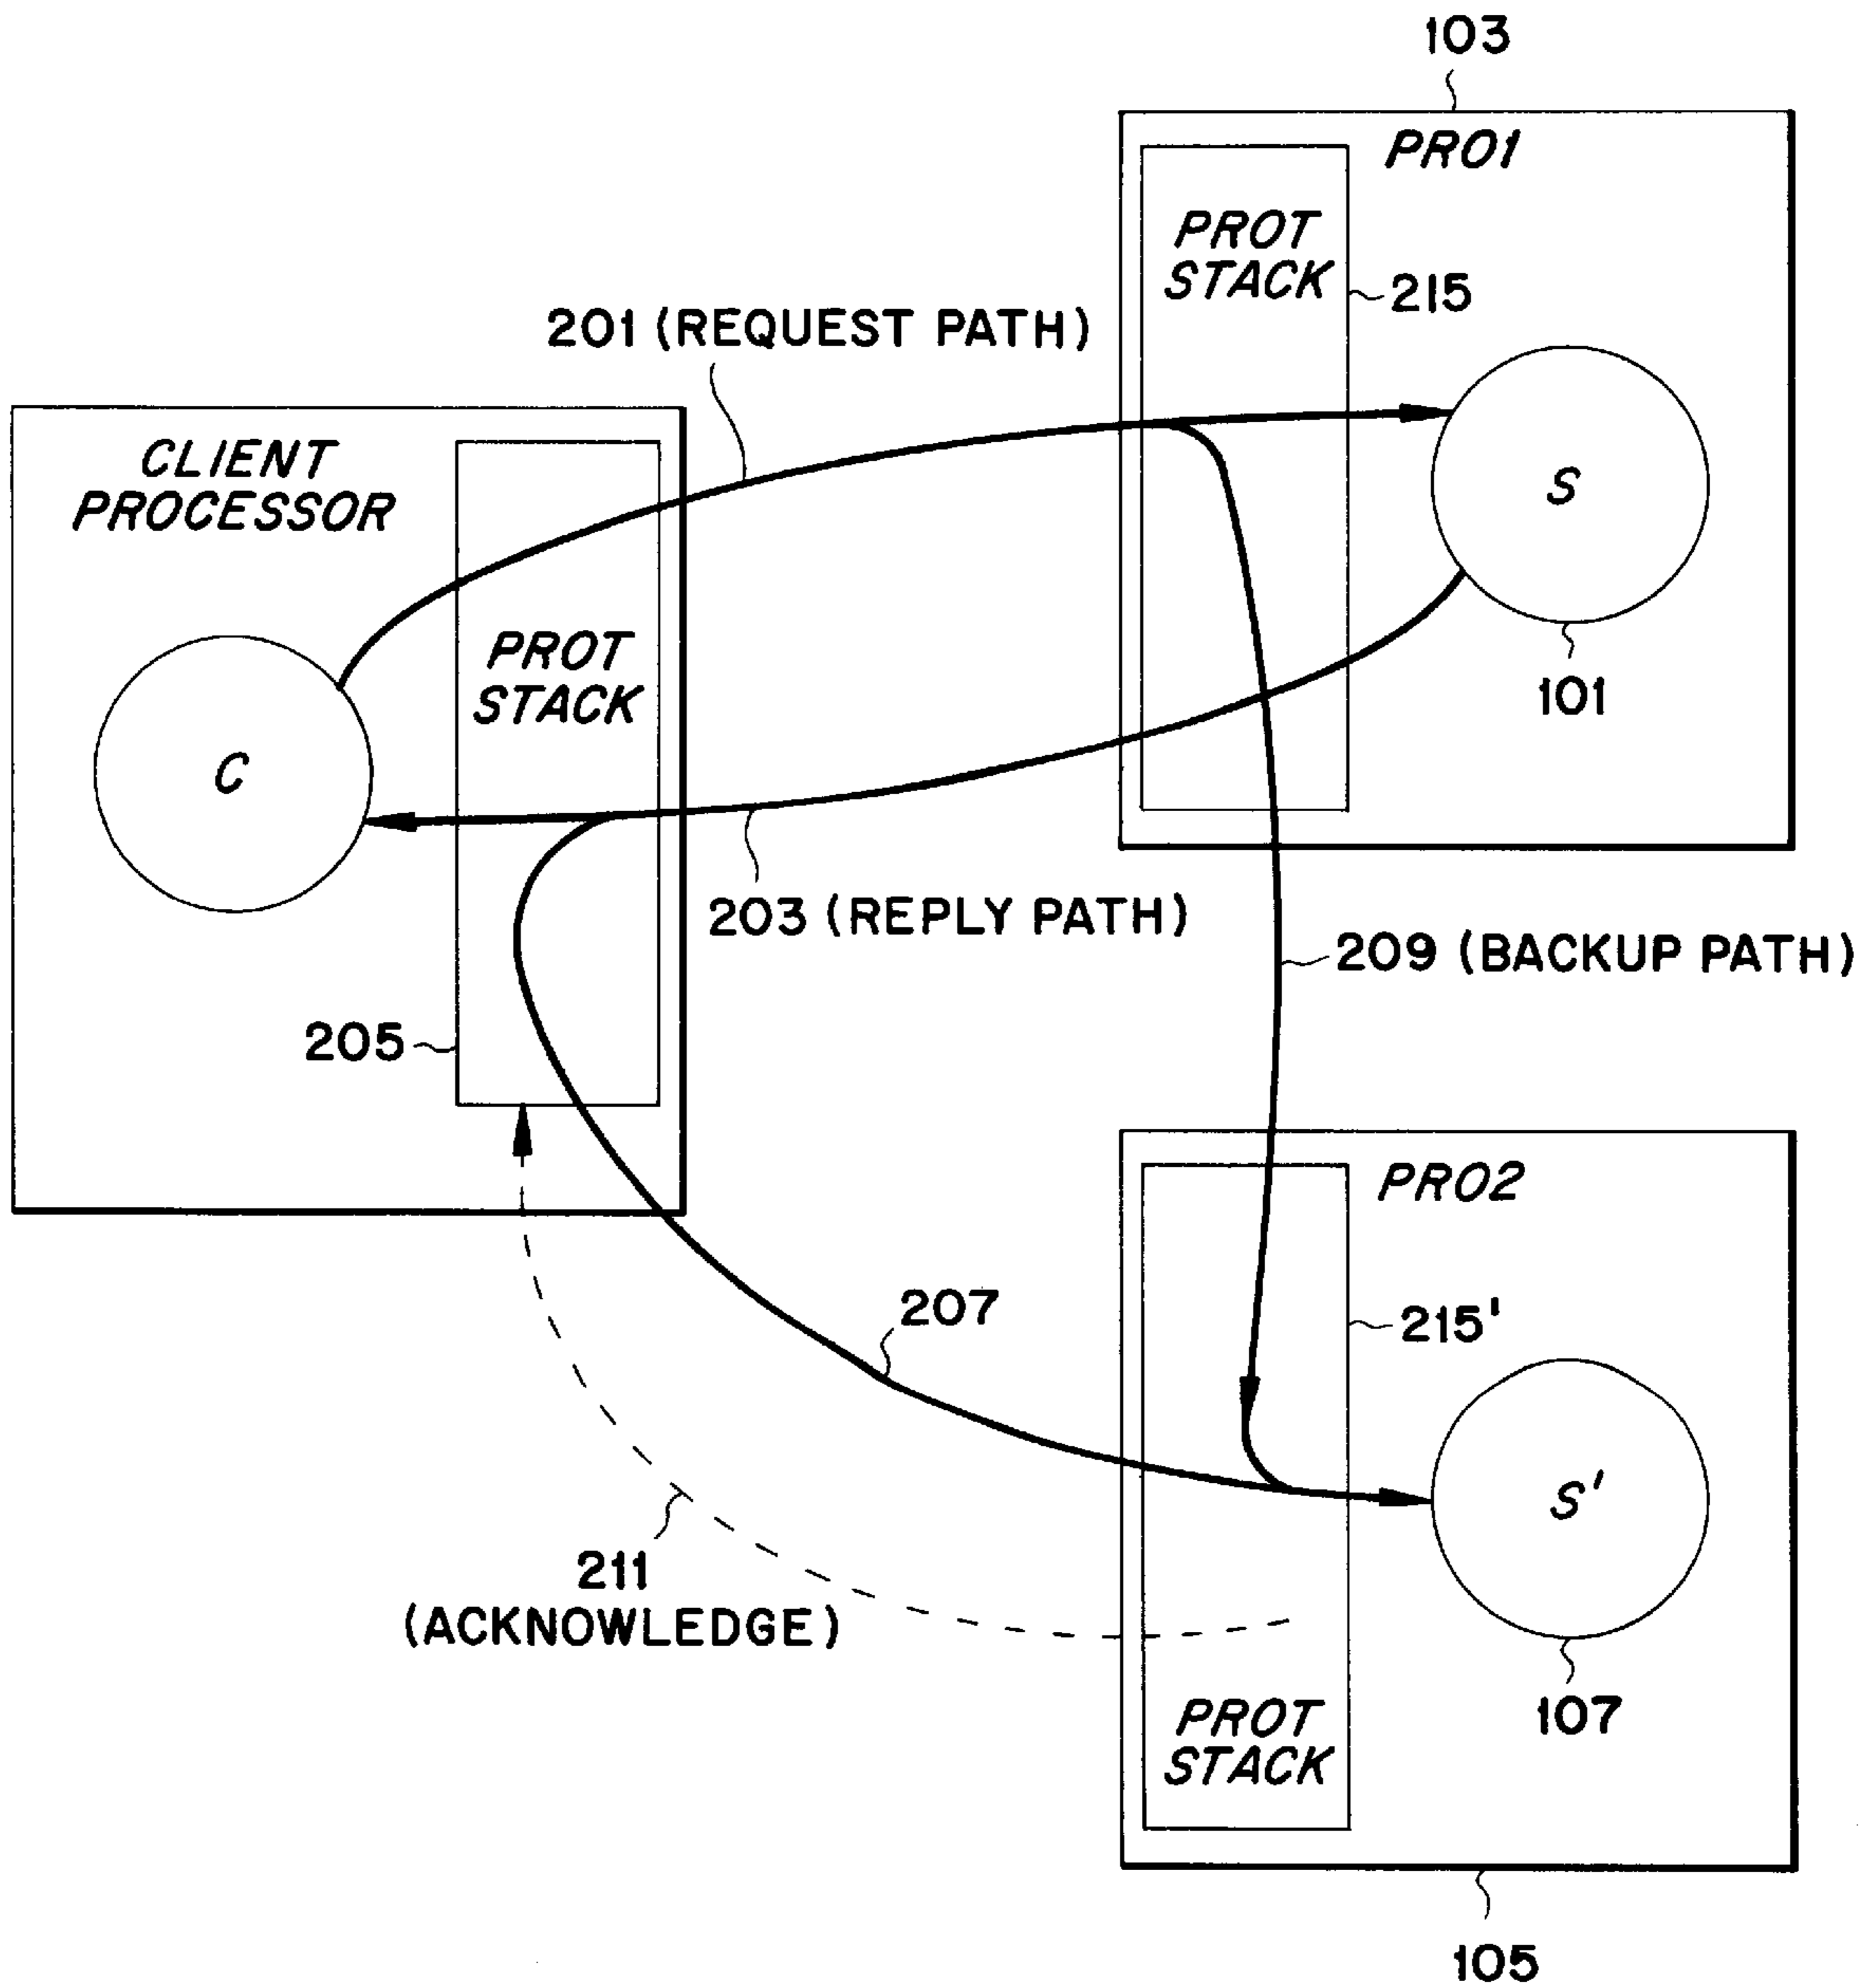 103
PRO1
PROT
STACK
215
201 (REQUEST PATH)
CLIENT
PROCESSOR
S
PROT
STACK
101
C
203 (REPLY PATH)
209 (BACKUP PATH)
205
PRO2
207
215'
S'
211
(ACKNOWLEDGE)
PROT
STACK
107
105